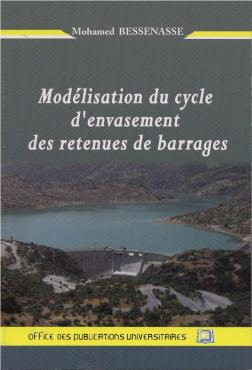 Mohamed BESSENASSE
Modélisation du cycle
d'envasement
des retenues de barrages
OFFICE DES PUBLICATIONS UNIVERSITAIRES